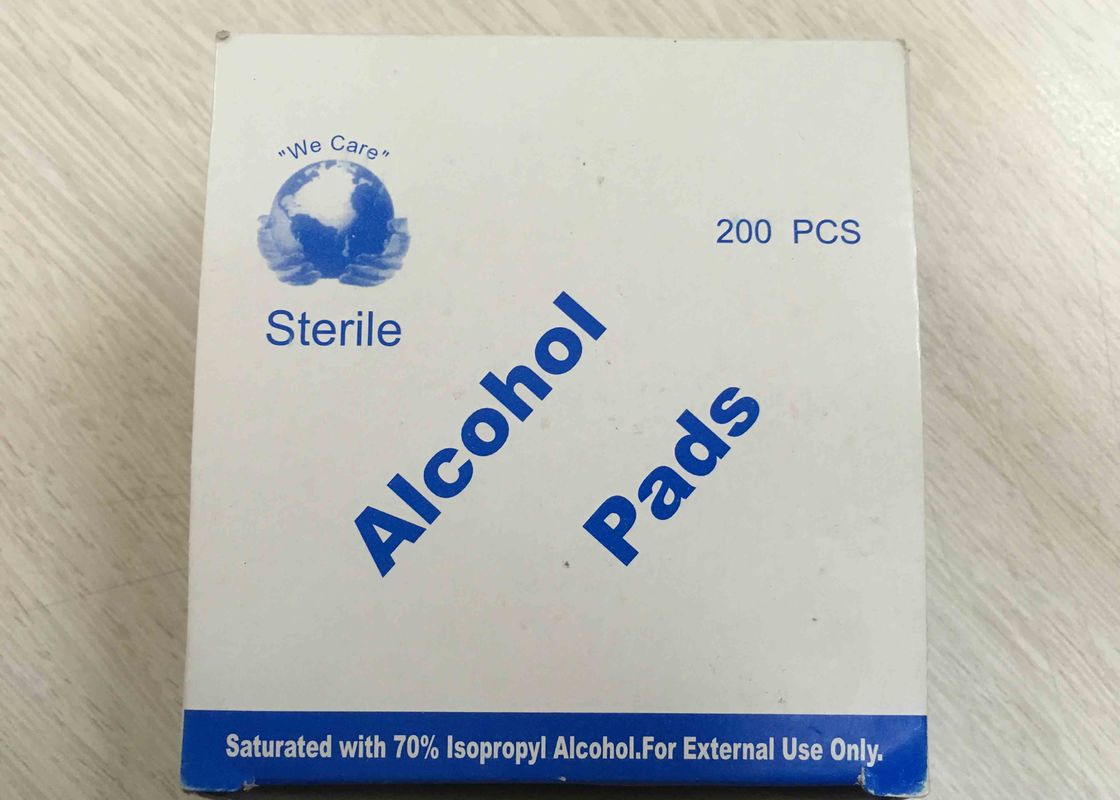 "We Care"
200 PCS
Sterile
Alcohol
Pads
Saturated with 70% Isopropyl Alcohol.For External Use Only.